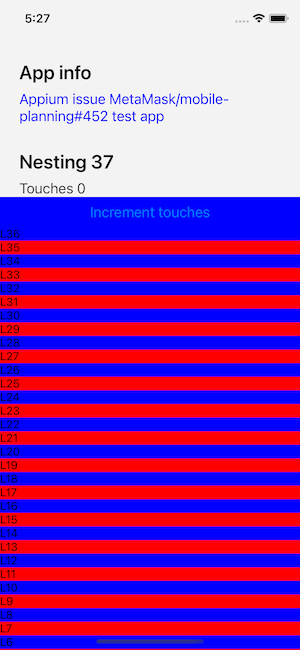 5:27
App info
Appium issue MetaMask/mobile-
planning#452 test app
Nesting 37
Touches 0
Increment touches
L36
L35
L34
L33
L32
L31
L30
L29
L28
L27
L26
L25
L24
L23
L22
L21
L20
L19
L18
L17
L16
L15
L14
L13
L12
L11
L10
L9
L8
L7
L6